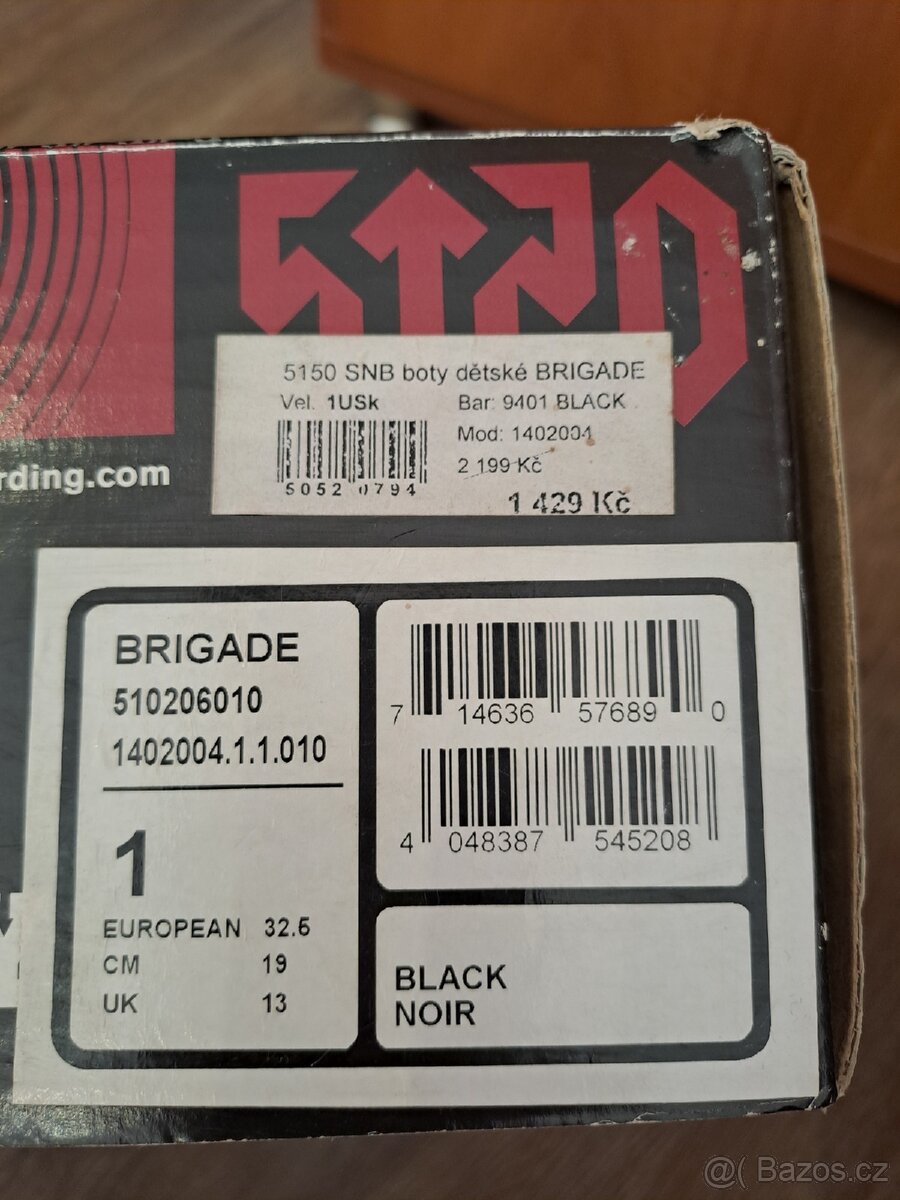 5150
rding.com
5150 SNB boty dětské BRIGADE
Vel. 1USk
Bar: 9401 BLACK
Mod: 1402004
2 199 Kč
5052 0794
1 429 Kč
BRIGADE
510206010
1402004.1.1.010
1
EUROPEAN 32.5
CM 19
UK 13
7 14636 57689 0
4 048387 545208
BLACK
NOIR
@( Bazos.cz